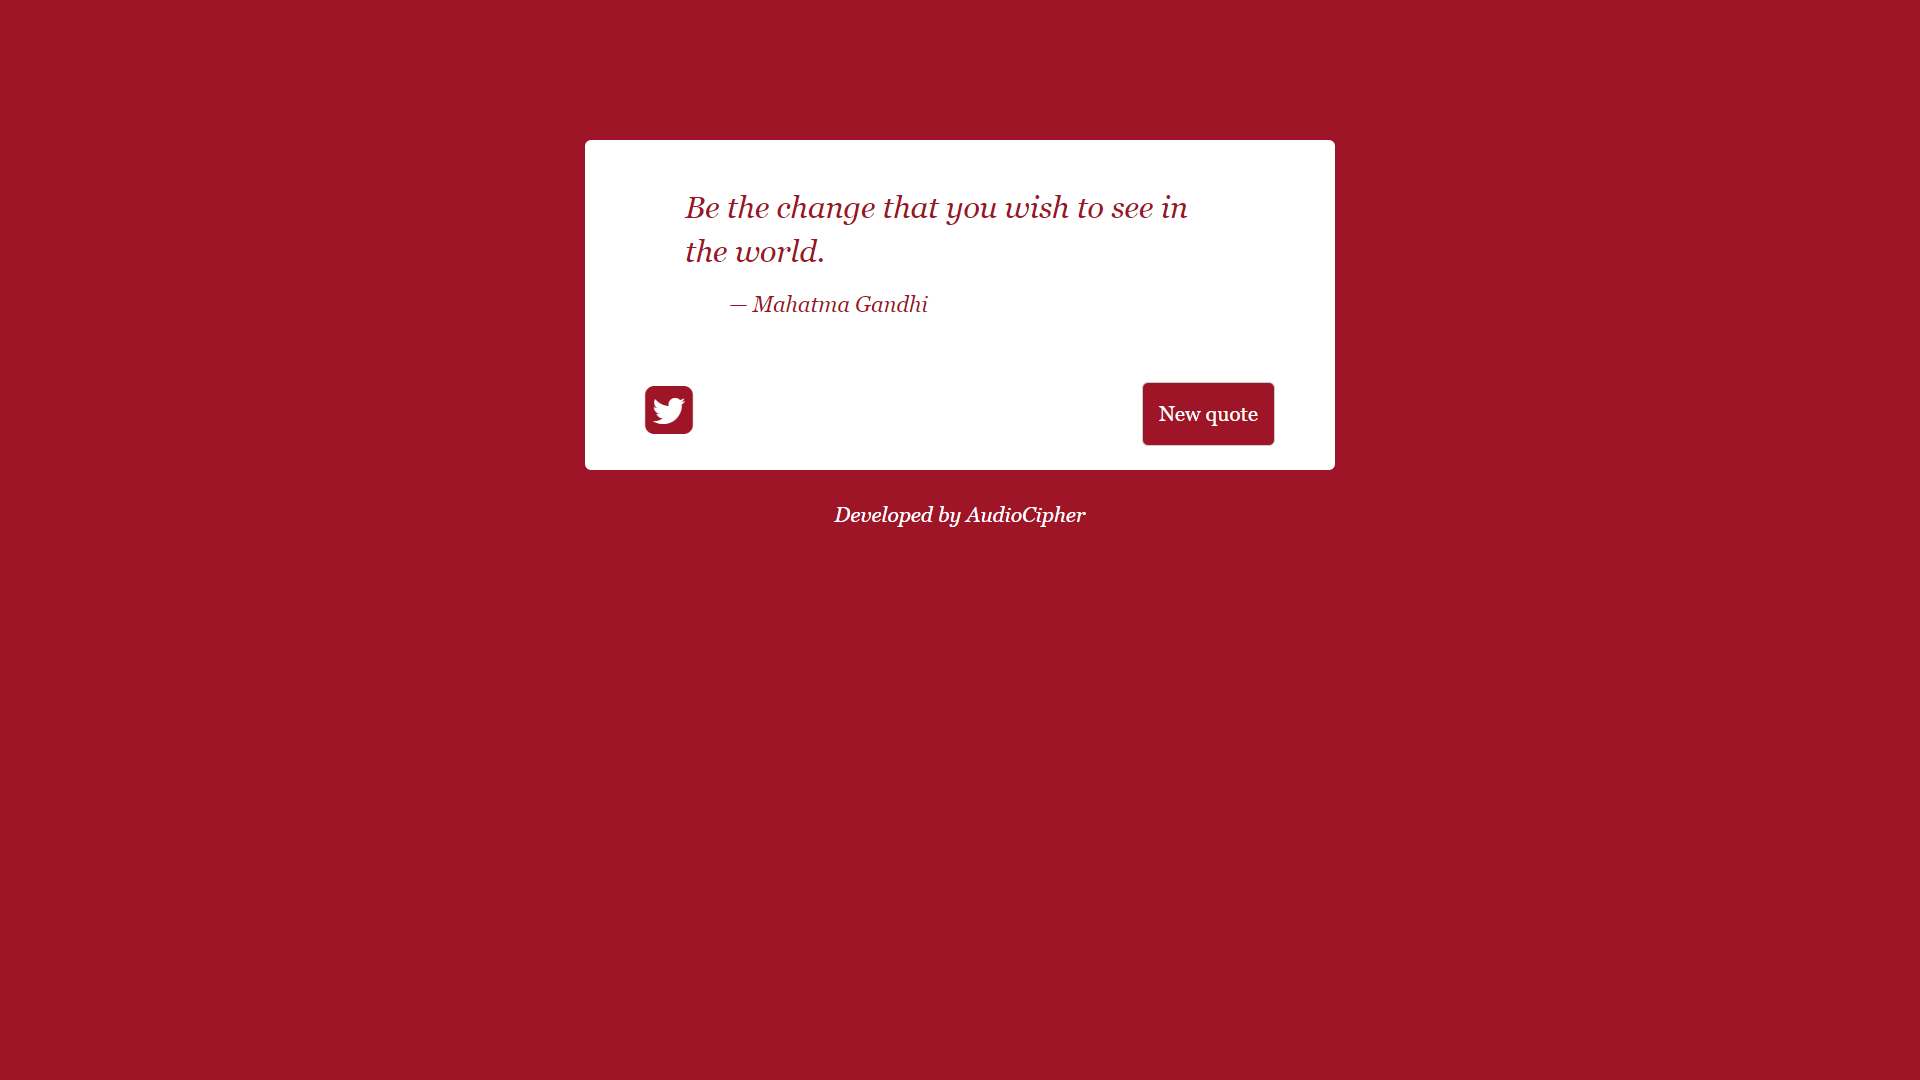 Be the change that you wish to see in
the world.
— Mahatma Gandhi
New quote
Developed by AudioCipher